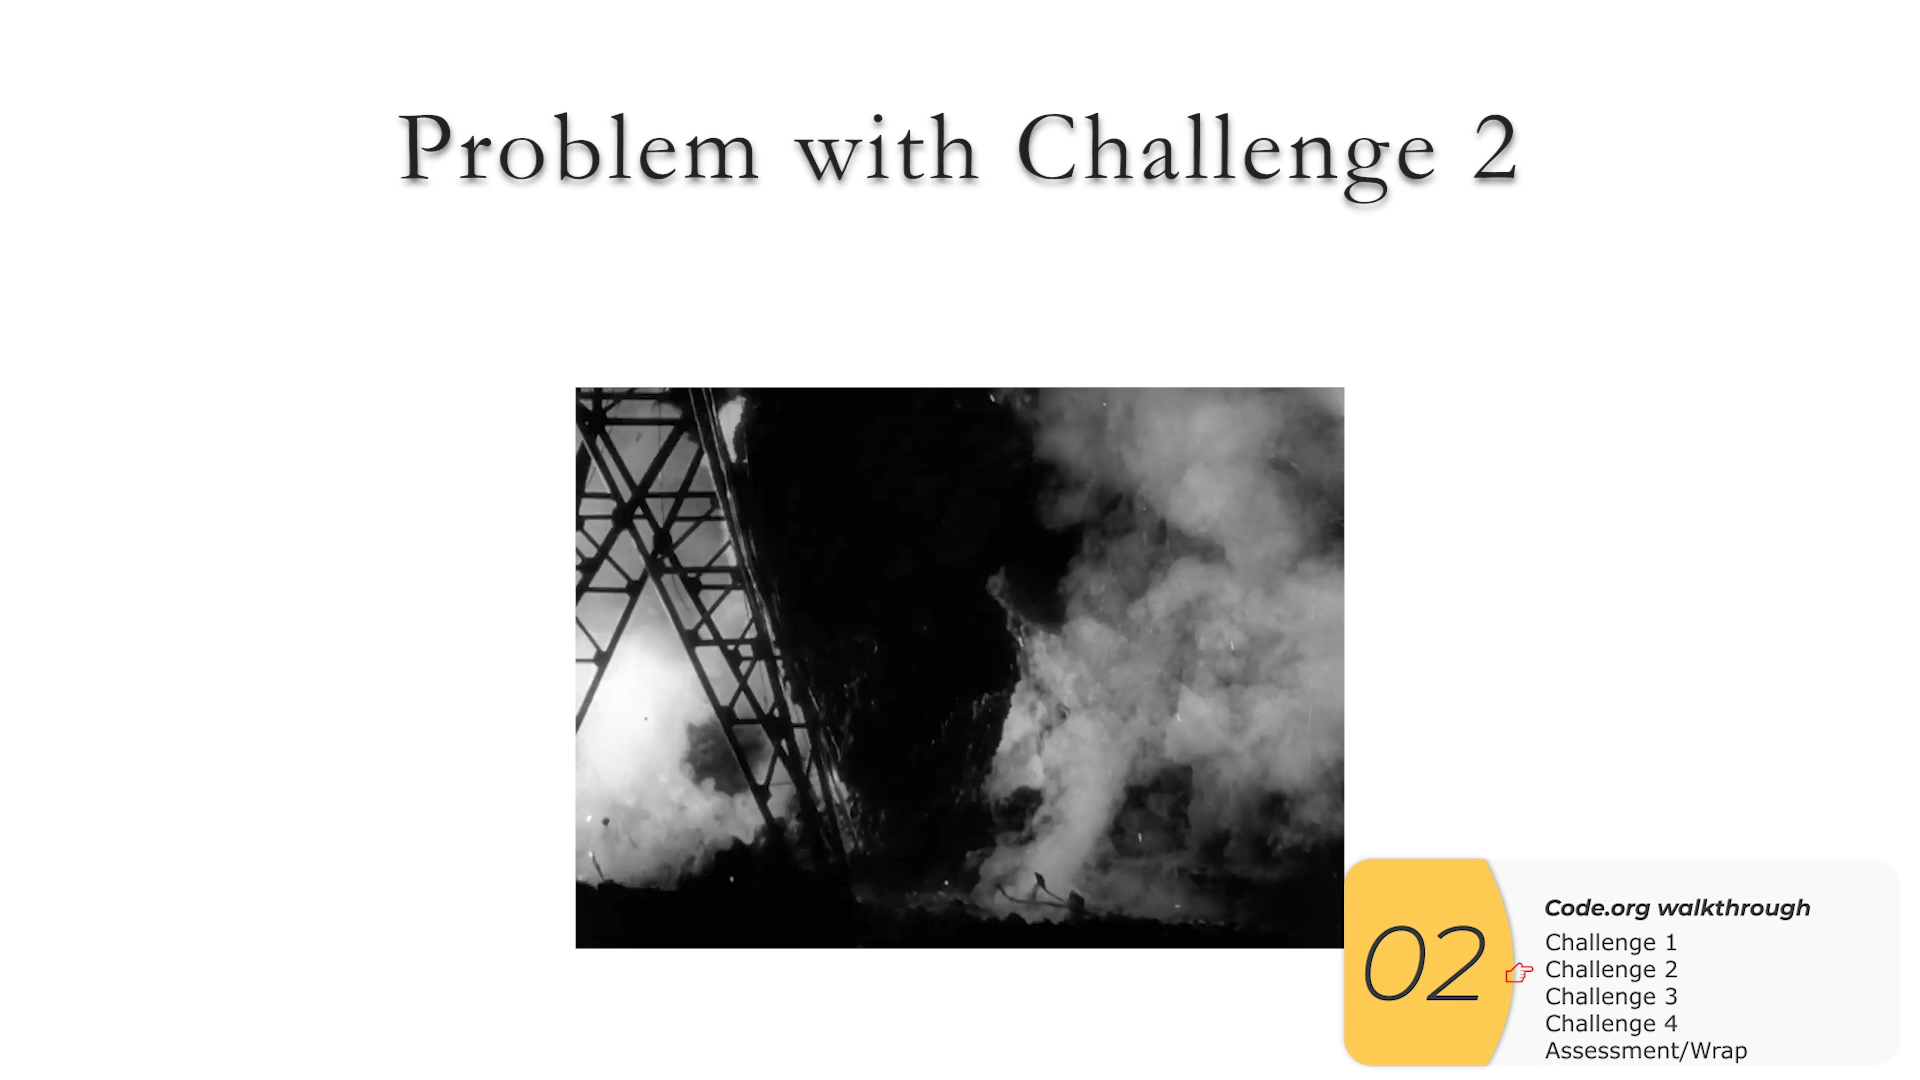 Problem with Challenge 2
02
Code.org walkthrough
Challenge 1
Challenge 2
Challenge 3
Challenge 4
Assessment/Wrap